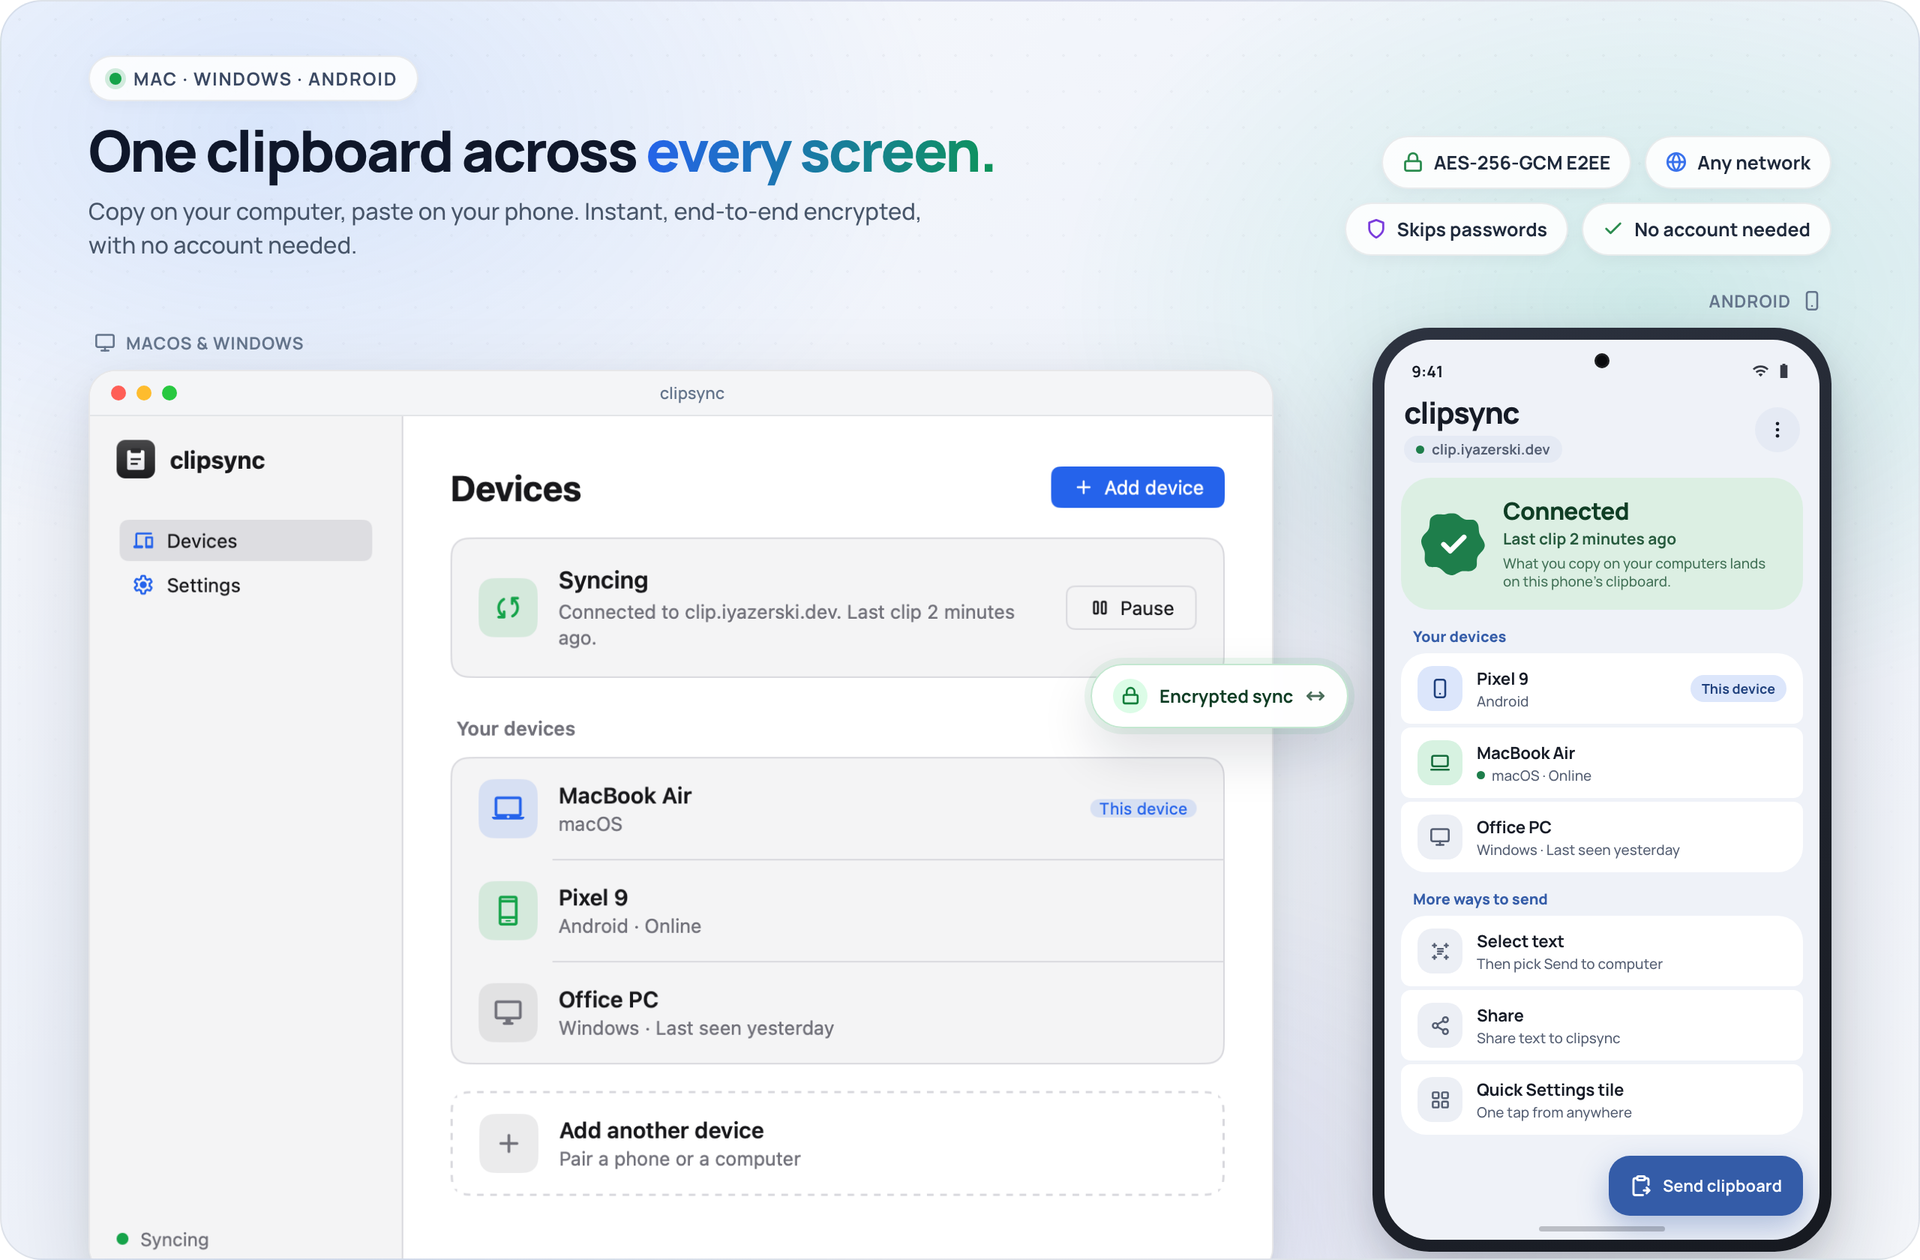 MAC · WINDOWS · ANDROID
One clipboard across every screen.
Copy on your computer, paste on your phone. Instant, end-to-end encrypted,
with no account needed.
AES-256-GCM E2EE
Any network
Skips passwords
No account needed
MACOS & WINDOWS
clipsync
clipsync
Devices
Settings
Syncing
Devices
Add device
Syncing
Connected to clip.iyazerski.dev. Last clip 2 minutes
ago.
Pause
Encrypted sync
Your devices
MacBook Air
macOS
This device
Pixel 9
Android · Online
Office PC
Windows · Last seen yesterday
Add another device
Pair a phone or a computer
ANDROID
9:41
clipsync
clip.iyazerski.dev
Connected
Last clip 2 minutes ago
What you copy on your computers lands
on this phone's clipboard.
Your devices
Pixel 9
Android
This device
MacBook Air
macOS · Online
Office PC
Windows · Last seen yesterday
More ways to send
Select text
Then pick Send to computer
Share
Share text to clipsync
Quick Settings tile
One tap from anywhere
Send clipboard